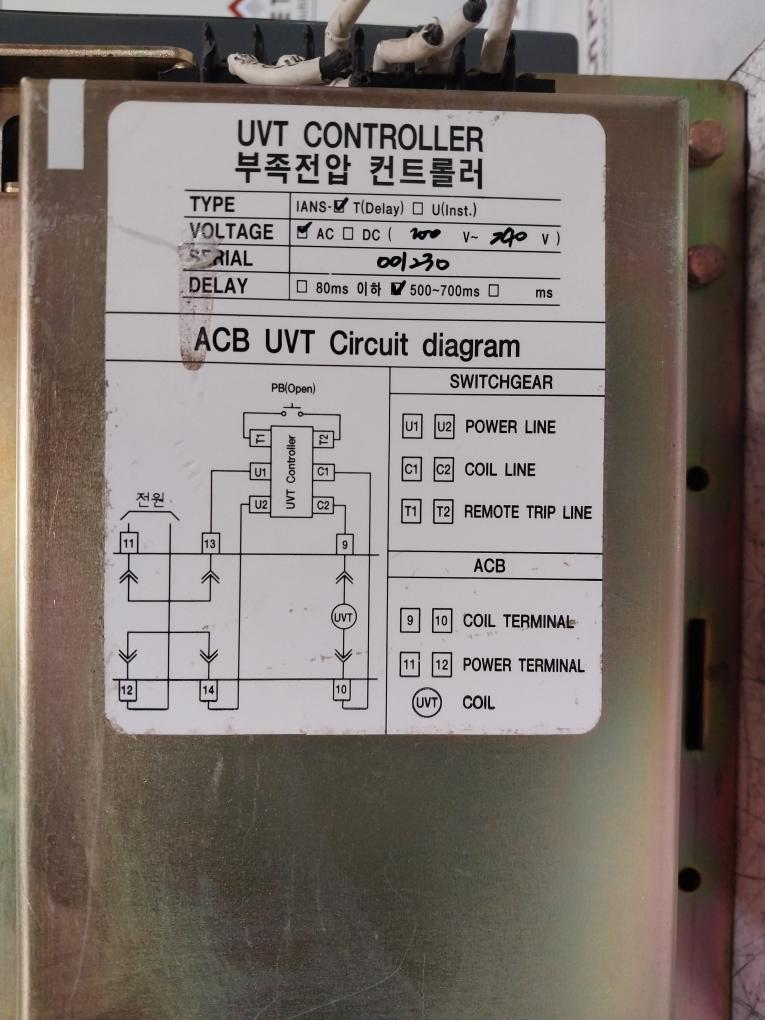 UVT CONTROLLER
부족전압 컨트롤러
TYPE IANS-☑ T(Delay) ☐ U(Inst.)
VOLTAGE ☑ AC ☐ DC ( 200 V~ 240 V )
SERIAL 001230
DELAY ☐ 80ms 이하 ☑ 500~700ms ☐ ms
ACB UVT Circuit diagram
PB(Open)
T1 T2
U1 C1
U2 C2
UVT Controller
전원
11 13 9
UVT
12 14 10
SWITCHGEAR
U1 U2 POWER LINE
C1 C2 COIL LINE
T1 T2 REMOTE TRIP LINE
ACB
9 10 COIL TERMINAL
11 12 POWER TERMINAL
UVT COIL